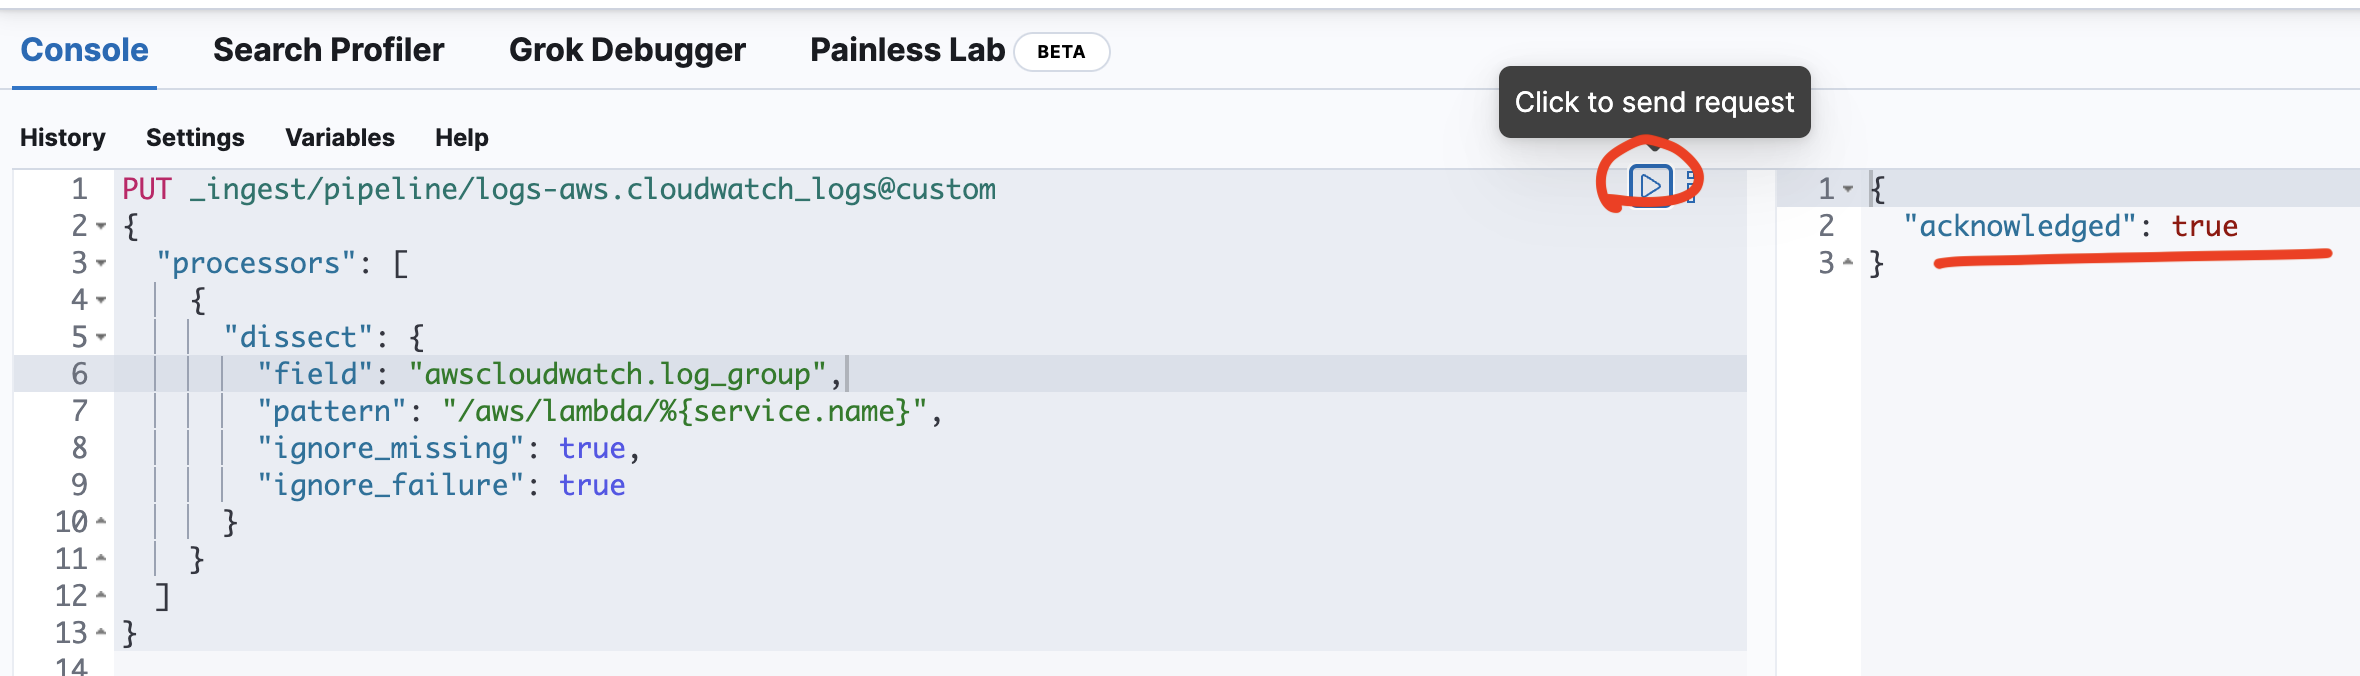 Console Search Profiler Grok Debugger Painless Lab BETA
Click to send request
History Settings Variables Help
1 PUT _ingest/pipeline/logs-aws.cloudwatch_logs@custom
2 {
3   "processors": [
4     {
5       "dissect": {
6         "field": "awscloudwatch.log_group",
7         "pattern": "/aws/lambda/%{service.name}",
8         "ignore_missing": true,
9         "ignore_failure": true
10       }
11     }
12   ]
13 }
14
1 {
2   "acknowledged": true
3 }